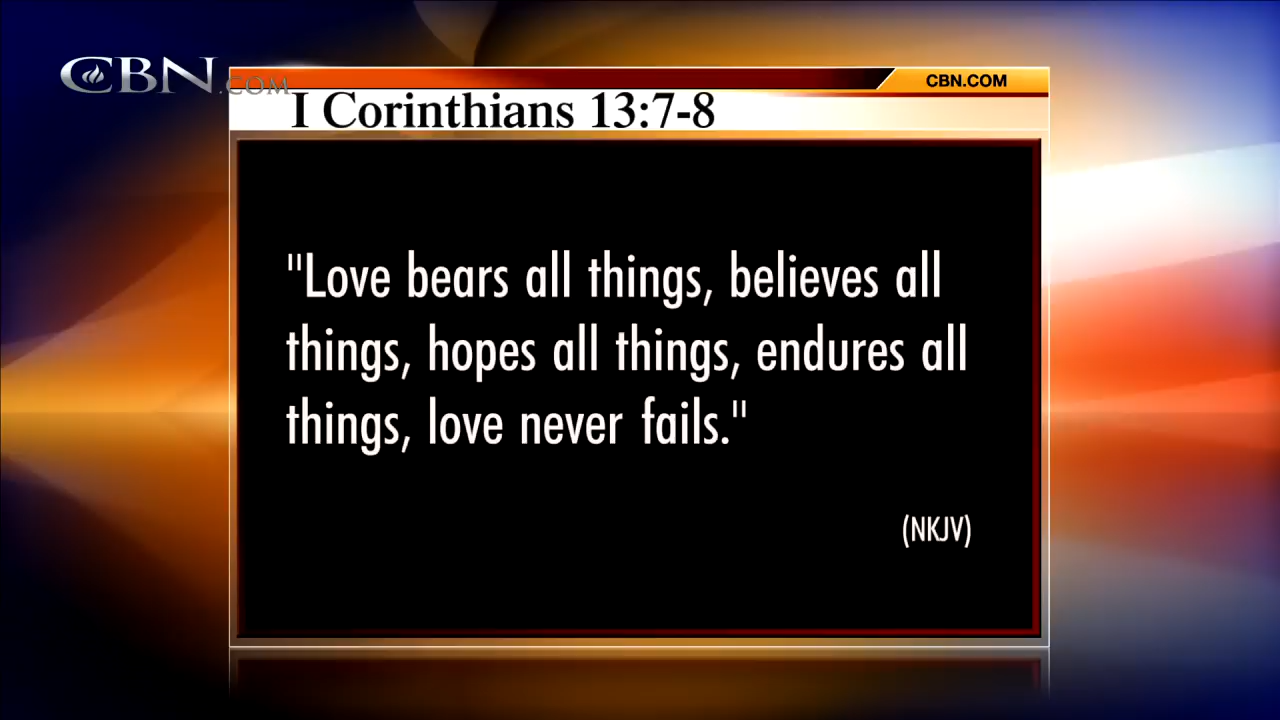 CBN.COM
CBN.COM
I Corinthians 13:7-8
"Love bears all things, believes all
things, hopes all things, endures all
things, love never fails."
(NKJV)